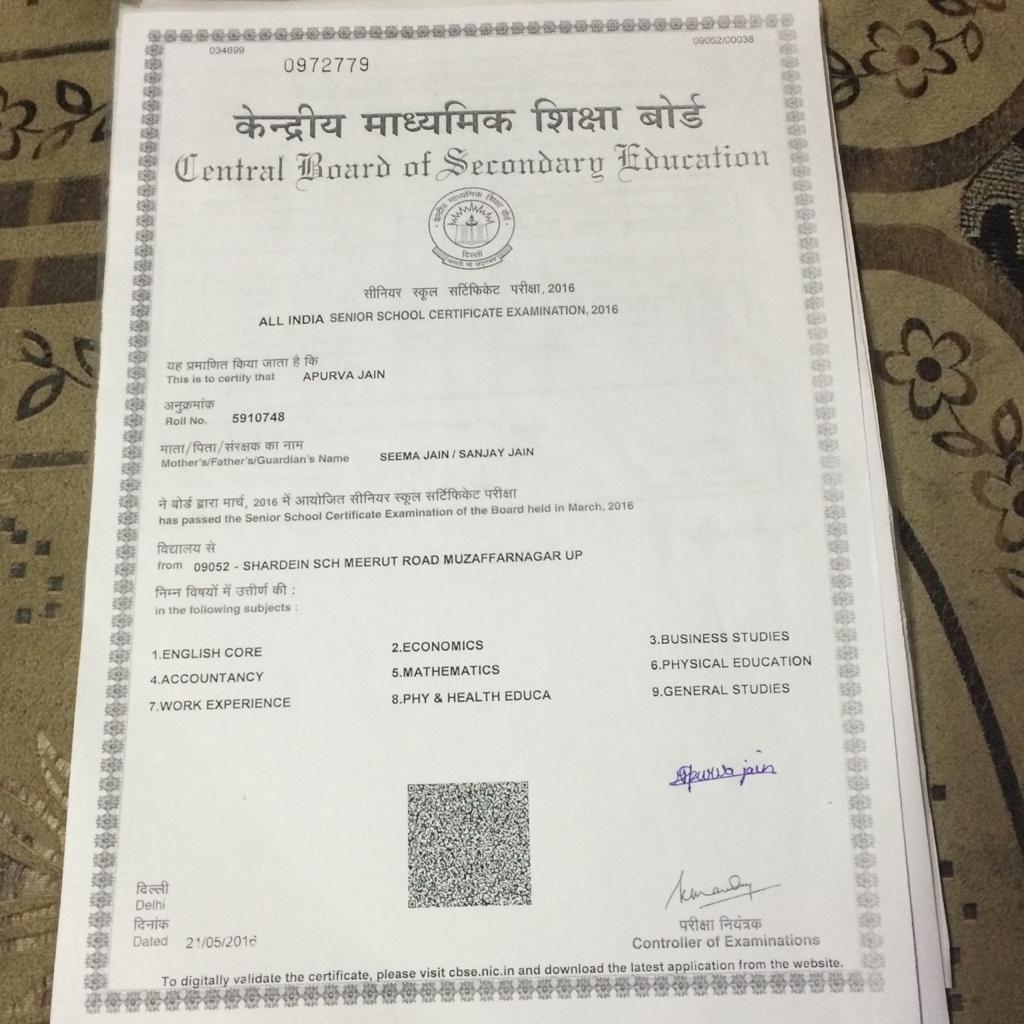 034699
09052/00038
0972779
केन्द्रीय माध्यमिक शिक्षा बोर्ड
Central Board of Secondary Education
केन्द्रीय माध्यमिक शिक्षा बोर्ड
दिल्ली
सीनियर स्कूल सर्टिफिकेट परीक्षा, 2016
ALL INDIA SENIOR SCHOOL CERTIFICATE EXAMINATION, 2016
यह प्रमाणित किया जाता है कि
This is to certify that APURVA JAIN
अनुक्रमांक
Roll No. 5910748
माता/पिता/संरक्षक का नाम
Mother's/Father's/Guardian's Name SEEMA JAIN / SANJAY JAIN
ने बोर्ड द्वारा मार्च, 2016 में आयोजित सीनियर स्कूल सर्टिफिकेट परीक्षा
has passed the Senior School Certificate Examination of the Board held in March, 2016
विद्यालय से
from 09052 - SHARDEIN SCH MEERUT ROAD MUZAFFARNAGAR UP
निम्न विषयों में उत्तीर्ण की :
in the following subjects :
1.ENGLISH CORE 2.ECONOMICS 3.BUSINESS STUDIES
4.ACCOUNTANCY 5.MATHEMATICS 6.PHYSICAL EDUCATION
7.WORK EXPERIENCE 8.PHY & HEALTH EDUCA 9.GENERAL STUDIES
Apurva jain
दिल्ली
Delhi
दिनांक
Dated 21/05/2016
परीक्षा नियंत्रक
Controller of Examinations
To digitally validate the certificate, please visit cbse.nic.in and download the latest application from the website.